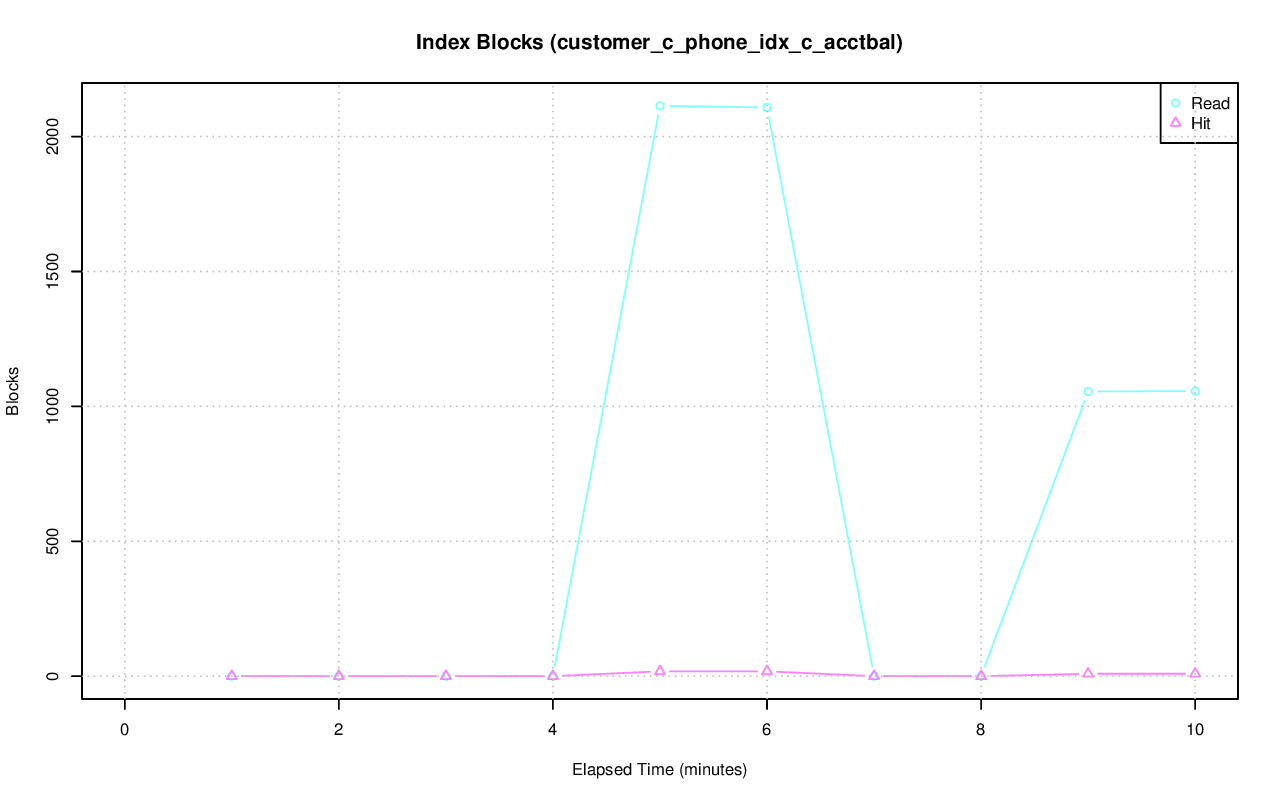 Index Blocks (customer_c_phone_idx_c_acctbal)
Read
Hit
2000
1500
1000
500
0
Blocks
0 2 4 6 8 10
Elapsed Time (minutes)